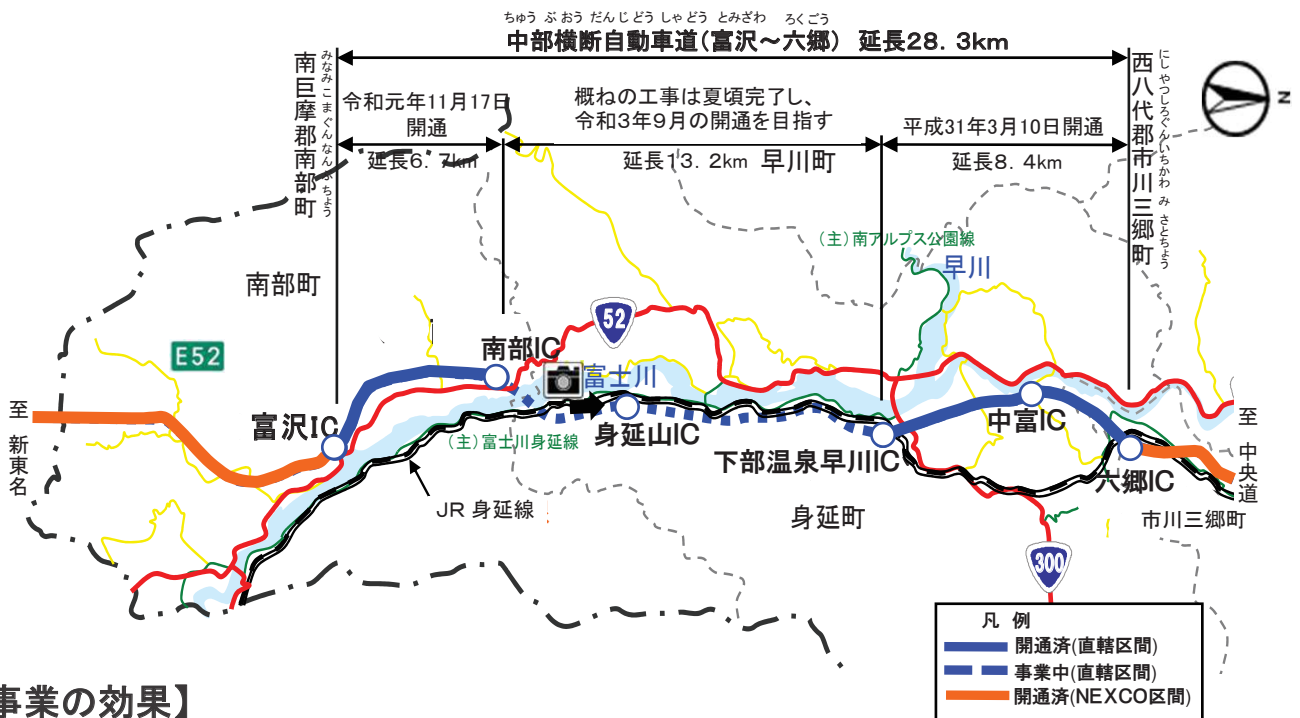 ちゅうぶおうだんじどうしゃどう とみざわ ろくごう
中部横断自動車道(富沢～六郷) 延長28.3km
南巨摩郡南部町
みなみこまぐんなんぶちょう
令和元年11月17日
開通
延長6.7km
概ねの工事は夏頃完了し、
令和3年9月の開通を目指す
延長13.2km
早川町
平成31年3月10日開通
延長8.4km
西八代郡市川三郷町
にしやつしろぐんいちかわみさとちょう
N
(主)南アルプス公園線
早川
南部町
52
E52
南部IC
富士川
至
新東名
富沢IC
(主)富士川身延線
身延山IC
下部温泉早川IC
中富IC
六郷IC
至
中央道
JR 身延線
身延町
市川三郷町
300
凡 例
開通済(直轄区間)
事業中(直轄区間)
開通済(NEXCO区間)
事業の効果】